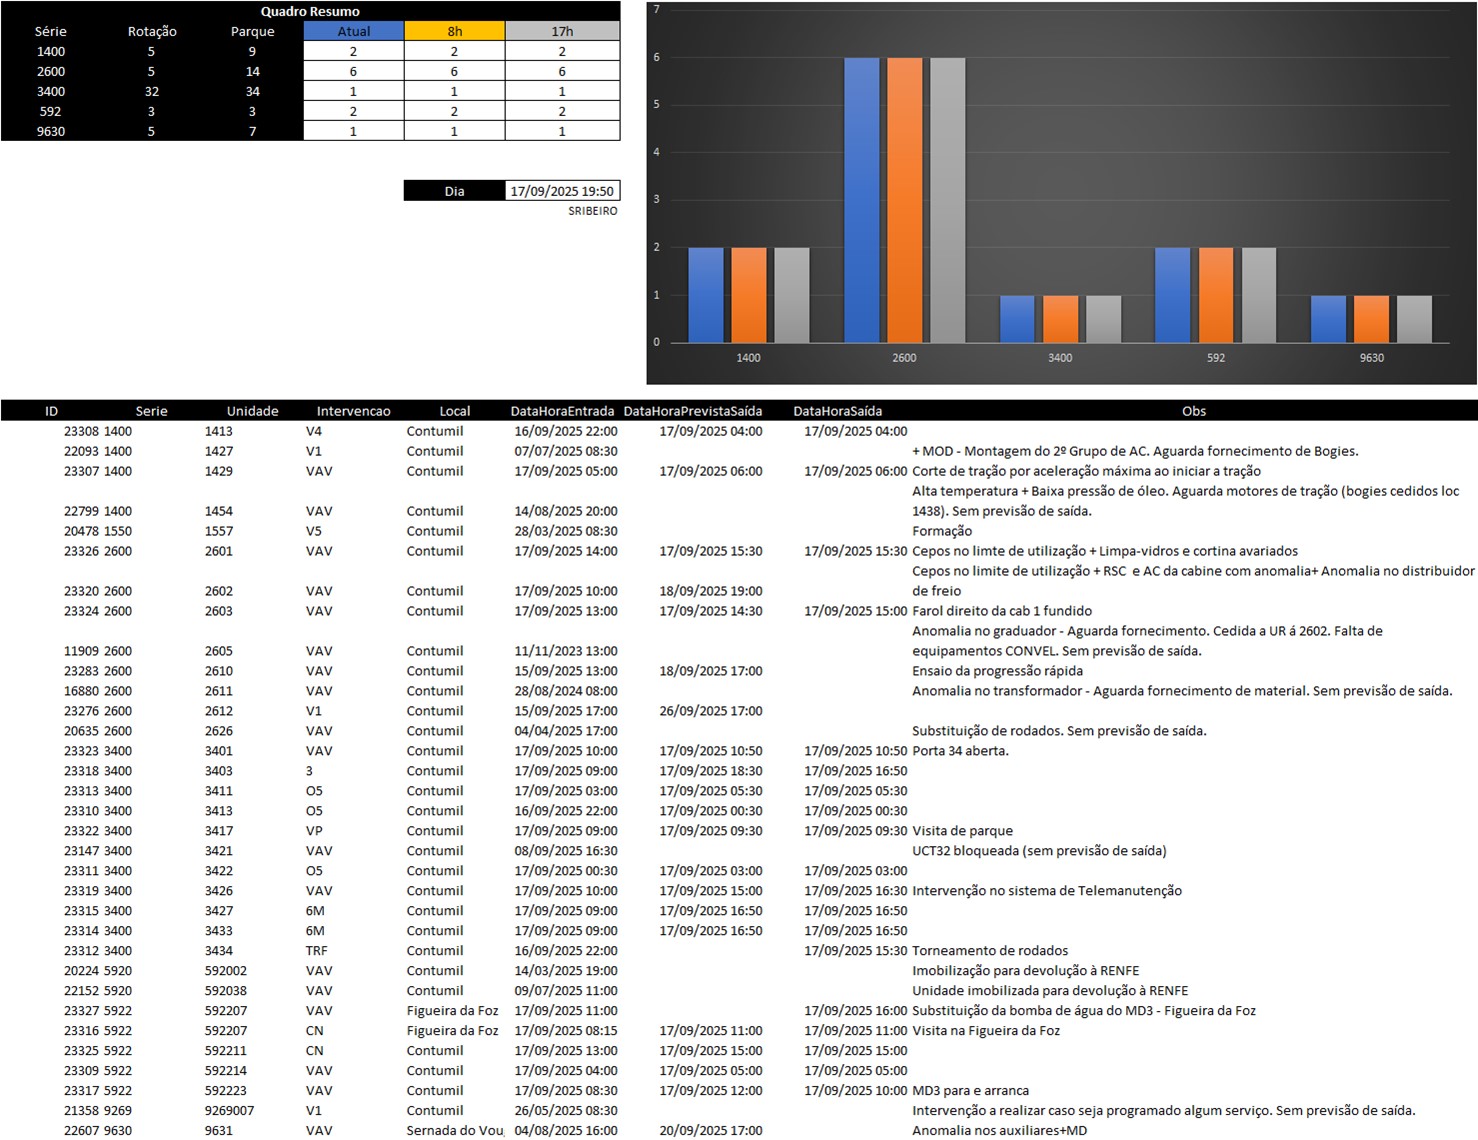 Quadro Resumo
Série Rotação Parque Atual 8h 17h
1400 5 9 2 2 2
2600 5 14 6 6 6
3400 32 34 1 1 1
592 3 3 2 2 2
9630 5 7 1 1 1
Dia 17/09/2025 19:50
SRIBEIRO
7
6
5
4
3
2
1
0
1400 2600 3400 592 9630
ID Serie Unidade Intervencao Local DataHoraEntrada DataHoraPrevistaSaída DataHoraSaída Obs
23308 1400 1413 V4 Contumil 16/09/2025 22:00 17/09/2025 04:00 17/09/2025 04:00
22093 1400 1427 V1 Contumil 07/07/2025 08:30 + MOD - Montagem do 2º Grupo de AC. Aguarda fornecimento de Bogies.
23307 1400 1429 VAV Contumil 17/09/2025 05:00 17/09/2025 06:00 17/09/2025 06:00 Corte de tração por aceleração máxima ao iniciar a tração
Alta temperatura + Baixa pressão de óleo. Aguarda motores de tração (bogies cedidos loc
22799 1400 1454 VAV Contumil 14/08/2025 20:00 1438). Sem previsão de saída.
20478 1550 1557 V5 Contumil 28/03/2025 08:30 Formação
23326 2600 2601 VAV Contumil 17/09/2025 14:00 17/09/2025 15:30 17/09/2025 15:30 Cepos no limte de utilização + Limpa-vidros e cortina avariados
Cepos no limite de utilização + RSC e AC da cabine com anomalia+ Anomalia no distribuidor
23320 2600 2602 VAV Contumil 17/09/2025 10:00 18/09/2025 19:00 de freio
23324 2600 2603 VAV Contumil 17/09/2025 13:00 17/09/2025 14:30 17/09/2025 15:00 Farol direito da cab 1 fundido
Anomalia no graduador - Aguarda fornecimento. Cedida a UR á 2602. Falta de
11909 2600 2605 VAV Contumil 11/11/2023 13:00 equipamentos CONVEL. Sem previsão de saída.
23283 2600 2610 VAV Contumil 15/09/2025 13:00 18/09/2025 17:00 Ensaio da progressão rápida
16880 2600 2611 VAV Contumil 28/08/2024 08:00 Anomalia no transformador - Aguarda fornecimento de material. Sem previsão de saída.
23276 2600 2612 V1 Contumil 15/09/2025 17:00 26/09/2025 17:00
20635 2600 2626 VAV Contumil 04/04/2025 17:00 Substituição de rodados. Sem previsão de saída.
23323 3400 3401 VAV Contumil 17/09/2025 10:00 17/09/2025 10:50 17/09/2025 10:50 Porta 34 aberta.
23318 3400 3403 3 Contumil 17/09/2025 09:00 17/09/2025 18:30 17/09/2025 16:50
23313 3400 3411 O5 Contumil 17/09/2025 03:00 17/09/2025 05:30 17/09/2025 05:30
23310 3400 3413 O5 Contumil 16/09/2025 22:00 17/09/2025 00:30 17/09/2025 00:30
23322 3400 3417 VP Contumil 17/09/2025 09:00 17/09/2025 09:30 17/09/2025 09:30 Visita de parque
23147 3400 3421 VAV Contumil 08/09/2025 16:30 UCT32 bloqueada (sem previsão de saída)
23311 3400 3422 O5 Contumil 17/09/2025 00:30 17/09/2025 03:00 17/09/2025 03:00
23319 3400 3426 VAV Contumil 17/09/2025 10:00 17/09/2025 15:00 17/09/2025 16:30 Intervenção no sistema de Telemanutenção
23315 3400 3427 6M Contumil 17/09/2025 09:00 17/09/2025 16:50 17/09/2025 16:50
23314 3400 3433 6M Contumil 17/09/2025 09:00 17/09/2025 16:50 17/09/2025 16:50
23312 3400 3434 TRF Contumil 16/09/2025 22:00 17/09/2025 15:30 Torneamento de rodados
20224 5920 592002 VAV Contumil 14/03/2025 19:00 Imobilização para devolução à RENFE
22152 5920 592038 VAV Contumil 09/07/2025 11:00 Unidade imobilizada para devolução à RENFE
23327 5922 592207 VAV Figueira da Foz 17/09/2025 11:00 17/09/2025 16:00 Substituição da bomba de água do MD3 - Figueira da Foz
23316 5922 592207 CN Figueira da Foz 17/09/2025 08:15 17/09/2025 11:00 17/09/2025 11:00 Visita na Figueira da Foz
23325 5922 592211 CN Contumil 17/09/2025 13:00 17/09/2025 15:00 17/09/2025 15:00
23309 5922 592214 VAV Contumil 17/09/2025 04:00 17/09/2025 05:00 17/09/2025 05:00
23317 5922 592223 VAV Contumil 17/09/2025 08:30 17/09/2025 12:00 17/09/2025 10:00 MD3 para e arranca
21358 9269 9269007 V1 Contumil 26/05/2025 08:30 Intervenção a realizar caso seja programado algum serviço. Sem previsão de saída.
22607 9630 9631 VAV Sernada do Vou 04/08/2025 16:00 20/09/2025 17:00 Anomalia nos auxiliares+MD